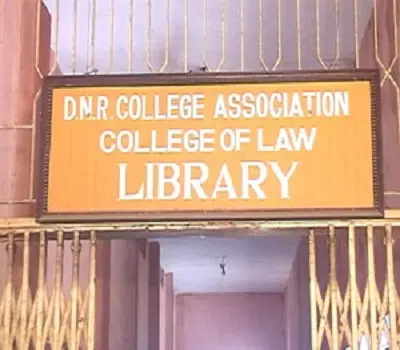 D.N.R. COLLEGE ASSOCIATION
COLLEGE OF LAW
LIBRARY